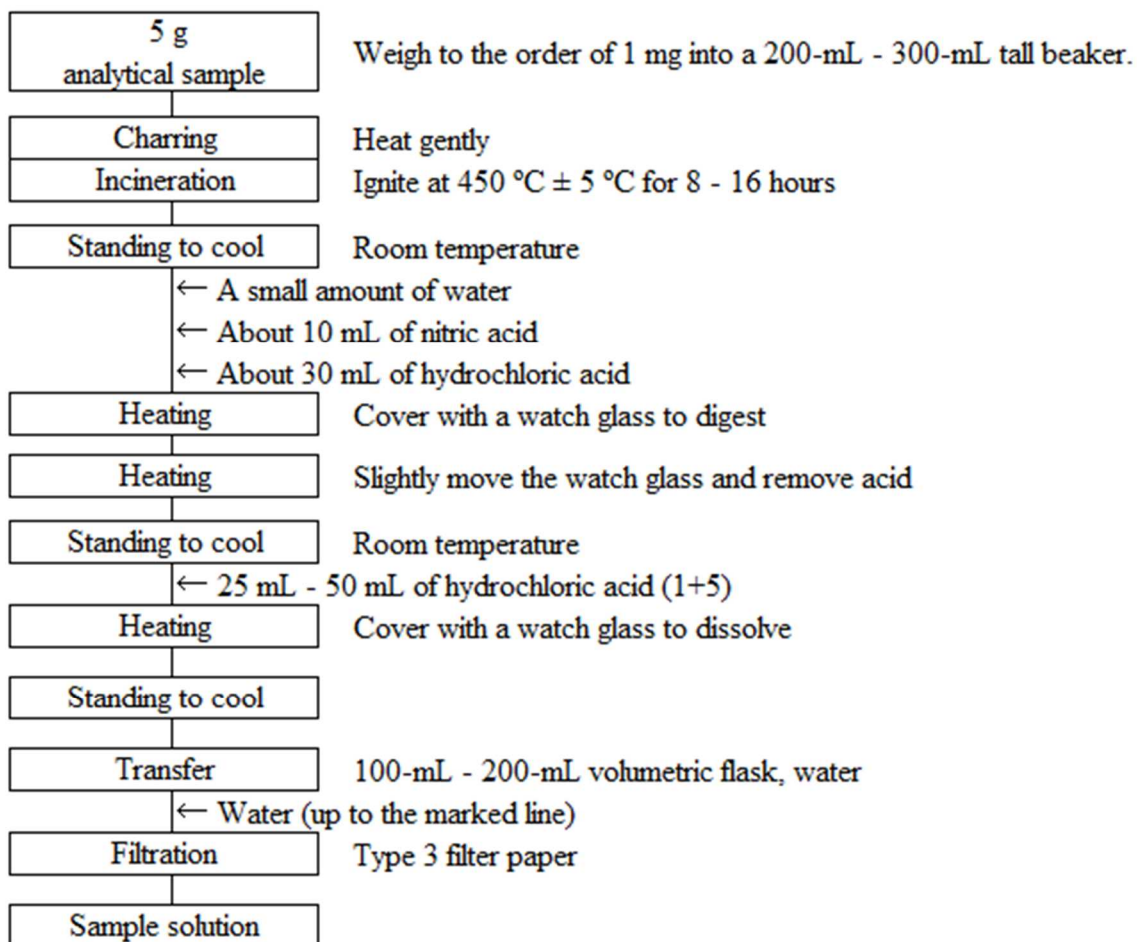 5 g
analytical sample
Weigh to the order of 1 mg into a 200-mL - 300-mL tall beaker.
Charring
Heat gently
Incineration
Ignite at 450 ºC ± 5 ºC for 8 - 16 hours
Standing to cool
Room temperature
← A small amount of water
← About 10 mL of nitric acid
← About 30 mL of hydrochloric acid
Heating
Cover with a watch glass to digest
Heating
Slightly move the watch glass and remove acid
Standing to cool
Room temperature
← 25 mL - 50 mL of hydrochloric acid (1+5)
Heating
Cover with a watch glass to dissolve
Standing to cool
Transfer
100-mL - 200-mL volumetric flask, water
← Water (up to the marked line)
Filtration
Type 3 filter paper
Sample solution